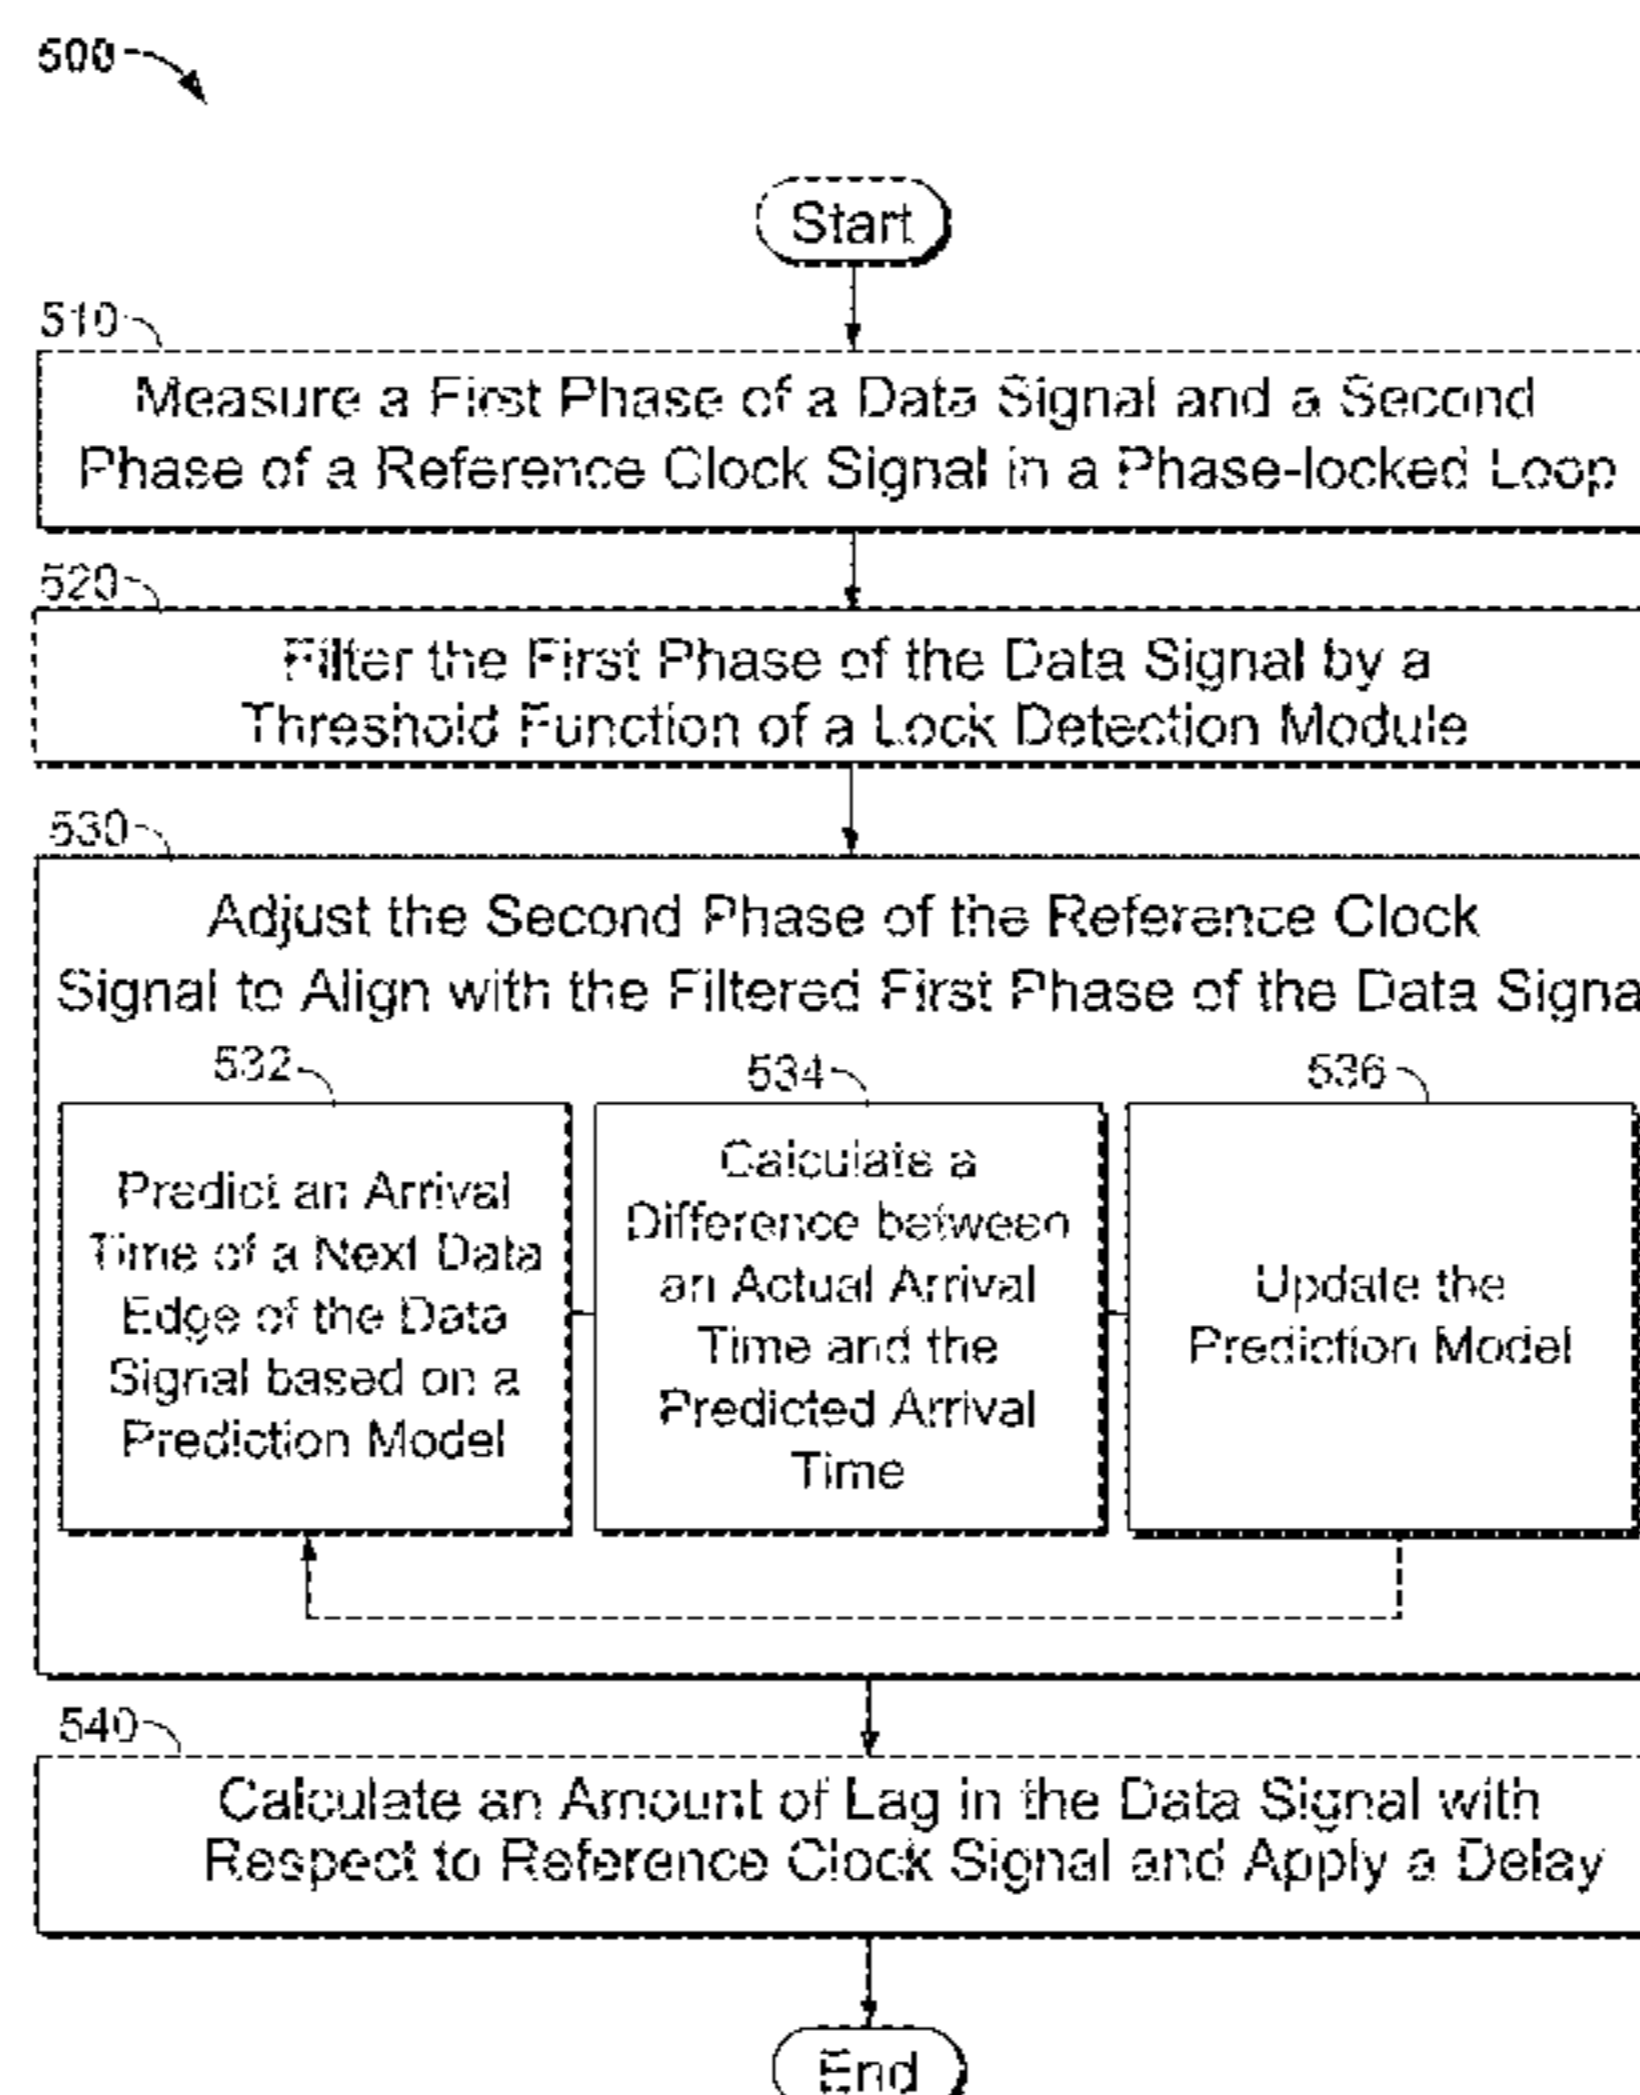 500
Start
510
Measure a First Phase of a Data Signal and a Second
Phase of a Reference Clock Signal in a Phase-locked Loop
520
Filter the First Phase of the Data Signal by a
Threshold Function of a Lock Detection Module
530
Adjust the Second Phase of the Reference Clock
Signal to Align with the Filtered First Phase of the Data Signa
532
Predict an Arrival
Time of a Next Data
Edge of the Data
Signal based on a
Prediction Model
534
Calculate a
Difference between
an Actual Arrival
Time and the
Predicted Arrival
Time
536
Update the
Prediction Model
540
Calculate an Amount of Lag in the Data Signal with
Respect to Reference Clock Signal and Apply a Delay
End